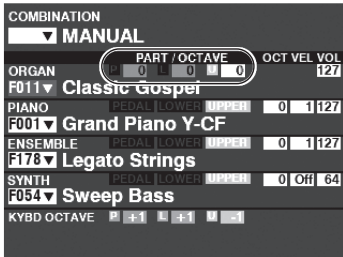 COMBINATION
▼ MANUAL
PART / OCTAVE OCT VEL VOL
ORGAN P 0 L 0 U 0 127
F011▼ Classic Gospel
PIANO PEDAL LOWER UPPER 0 1 127
F001▼ Grand Piano Y-CF
ENSEMBLE PEDAL LOWER UPPER 0 1 127
F178▼ Legato Strings
SYNTH PEDAL LOWER UPPER 0 Off 64
F054▼ Sweep Bass
KYBD OCTAVE P +1 L +1 U -1